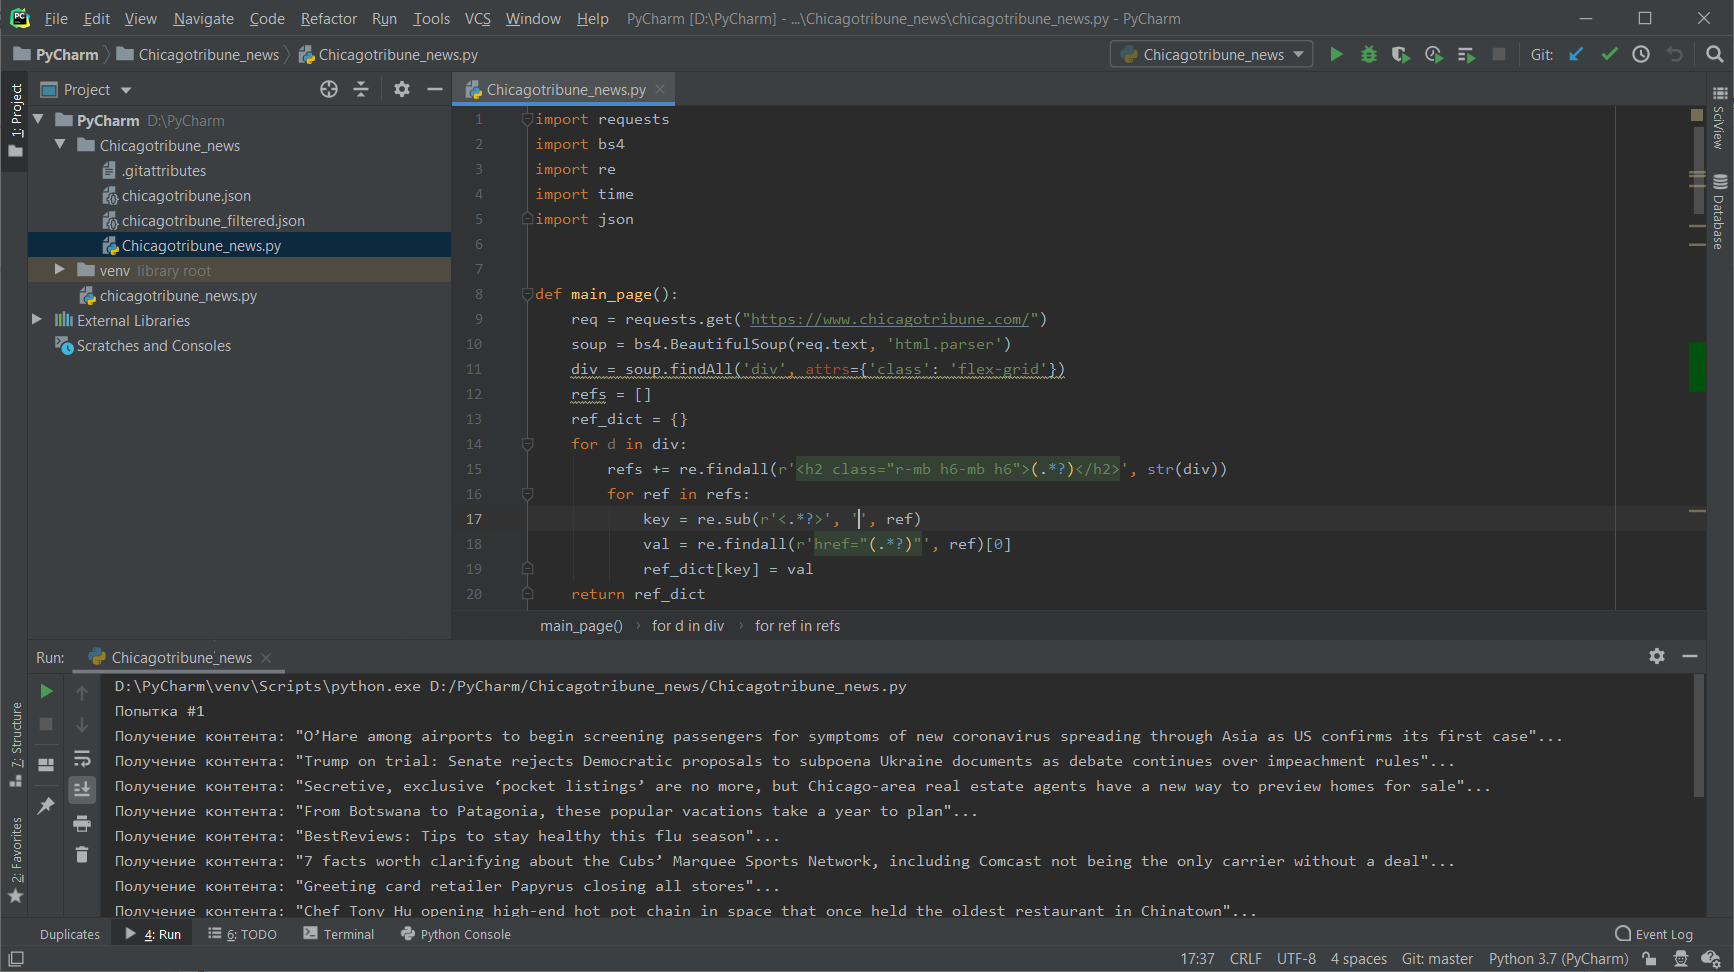 PC File Edit View Navigate Code Refactor Run Tools VCS Window Help PyCharm [D:\PyCharm] - ...\Chicagotribune_news\chicagotribune_news.py - PyCharm
PyCharm Chicagotribune_news Chicagotribune_news.py
Chicagotribune_news Git:
1: Project
Project
PyCharm D:\PyCharm
Chicagotribune_news
.gitattributes
chicagotribune.json
chicagotribune_filtered.json
Chicagotribune_news.py
venv library root
chicagotribune_news.py
External Libraries
Scratches and Consoles
Chicagotribune_news.py
1 import requests
2 import bs4
3 import re
4 import time
5 import json
6
7
8 def main_page():
9 req = requests.get("https://www.chicagotribune.com/")
10 soup = bs4.BeautifulSoup(req.text, 'html.parser')
11 div = soup.findAll('div', attrs={'class': 'flex-grid'})
12 refs = []
13 ref_dict = {}
14 for d in div:
15 refs += re.findall(r'<h2 class="r-mb h6-mb h6">(.*?)</h2>', str(div))
16 for ref in refs:
17 key = re.sub(r'<.*?>', '', ref)
18 val = re.findall(r'href="(.*?)"', ref)[0]
19 ref_dict[key] = val
20 return ref_dict
main_page() › for d in div › for ref in refs
SciView
Database
Run: Chicagotribune_news
D:\PyCharm\venv\Scripts\python.exe D:/PyCharm/Chicagotribune_news/Chicagotribune_news.py
Попытка #1
Получение контента: "O’Hare among airports to begin screening passengers for symptoms of new coronavirus spreading through Asia as US confirms its first case"...
Получение контента: "Trump on trial: Senate rejects Democratic proposals to subpoena Ukraine documents as debate continues over impeachment rules"...
Получение контента: "Secretive, exclusive ‘pocket listings’ are no more, but Chicago-area real estate agents have a new way to preview homes for sale"...
Получение контента: "From Botswana to Patagonia, these popular vacations take a year to plan"...
Получение контента: "BestReviews: Tips to stay healthy this flu season"...
Получение контента: "7 facts worth clarifying about the Cubs’ Marquee Sports Network, including Comcast not being the only carrier without a deal"...
Получение контента: "Greeting card retailer Papyrus closing all stores"...
Получение контента: "Chef Tony Hu opening high-end hot pot chain in space that once held the oldest restaurant in Chinatown"...
7: Structure
2: Favorites
Duplicates 4: Run 6: TODO Terminal Python Console Event Log
17:37 CRLF UTF-8 4 spaces Git: master Python 3.7 (PyCharm)